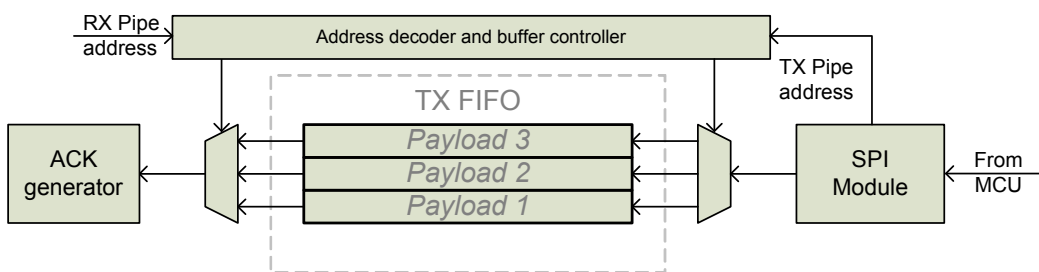 RX Pipe
address
Address decoder and buffer controller
TX Pipe
address
TX FIFO
Payload 3
Payload 2
Payload 1
ACK
generator
SPI
Module
From
MCU